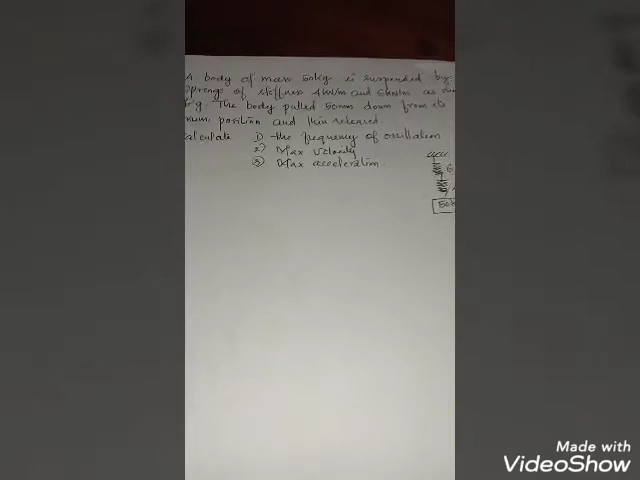 A body of mass 50kg is suspended by
Springs of stiffness 4kN/m and 6kN/m as
fig. The body pulled 50mm down from its
position and then released.
calculate 1) the frequency of oscillation
2) Max velocity
3) Max acceleration.
6
50k
Made with
VideoShow